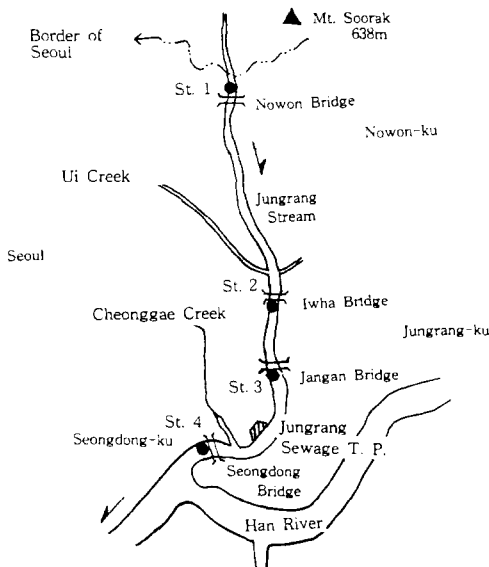 Mt. Soorak
638m
Border of
Seoul
St. 1
Nowon Bridge
Nowon-ku
Ui Creek
Jungrang
Stream
Seoul
St. 2
Iwha Bridge
Cheonggae Creek
Jungrang-ku
Jangan Bridge
St. 3
St. 4
Jungrang
Sewage T. P.
Seongdong-ku
Seongdong
Bridge
Han River